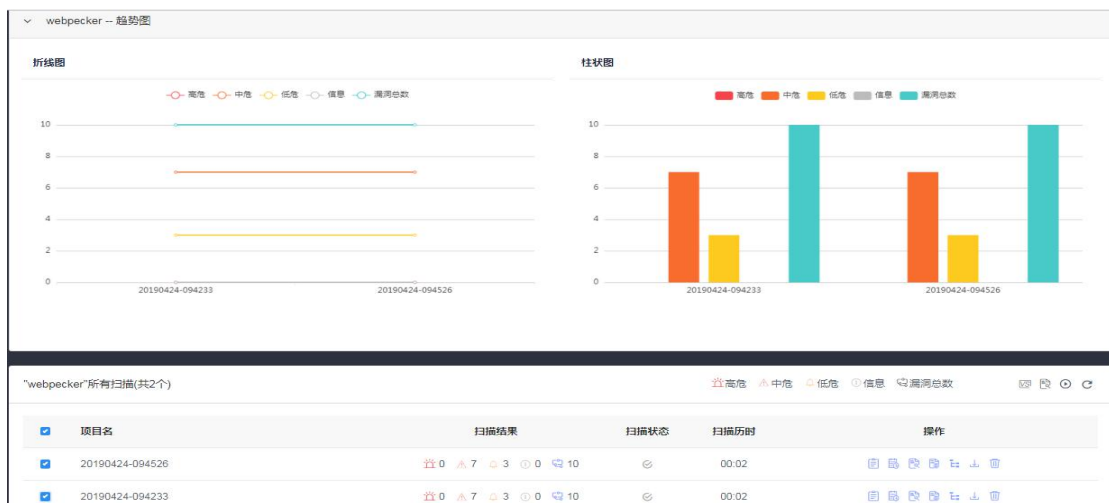 webpecker -- 趋势图
折线图
高危 中危 低危 信息 漏洞总数
10
8
6
4
2
0
20190424-094233 20190424-094526
柱状图
高危 中危 低危 信息 漏洞总数
10
8
6
4
2
0
20190424-094233 20190424-094526
"webpecker"所有扫描(共2个) 高危 中危 低危 信息 漏洞总数
项目名 扫描结果 扫描状态 扫描历时 操作
20190424-094526 0 7 3 0 10 00:02
20190424-094233 0 7 3 0 10 00:02